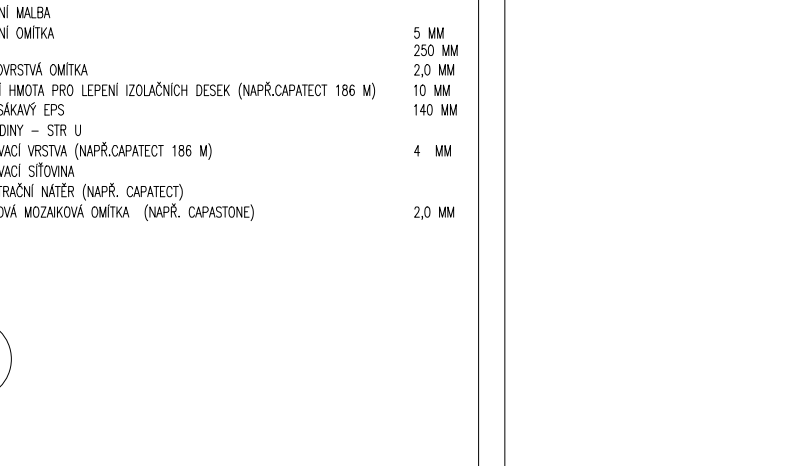 NÍ MALBA
NÍ OMÍTKA 5 MM
250 MM
OVRSTVÁ OMÍTKA 2,0 MM
Í HMOTA PRO LEPENÍ IZOLAČNÍCH DESEK (NAPŘ.CAPATECT 186 M) 10 MM
SÁKAVÝ EPS 140 MM
DINY – STR U
VACÍ VRSTVA (NAPŘ.CAPATECT 186 M) 4 MM
VACÍ SÍŤOVINA
TRAČNÍ NÁTĚR (NAPŘ. CAPATECT)
OVÁ MOZAIKOVÁ OMÍTKA (NAPŘ. CAPASTONE) 2,0 MM